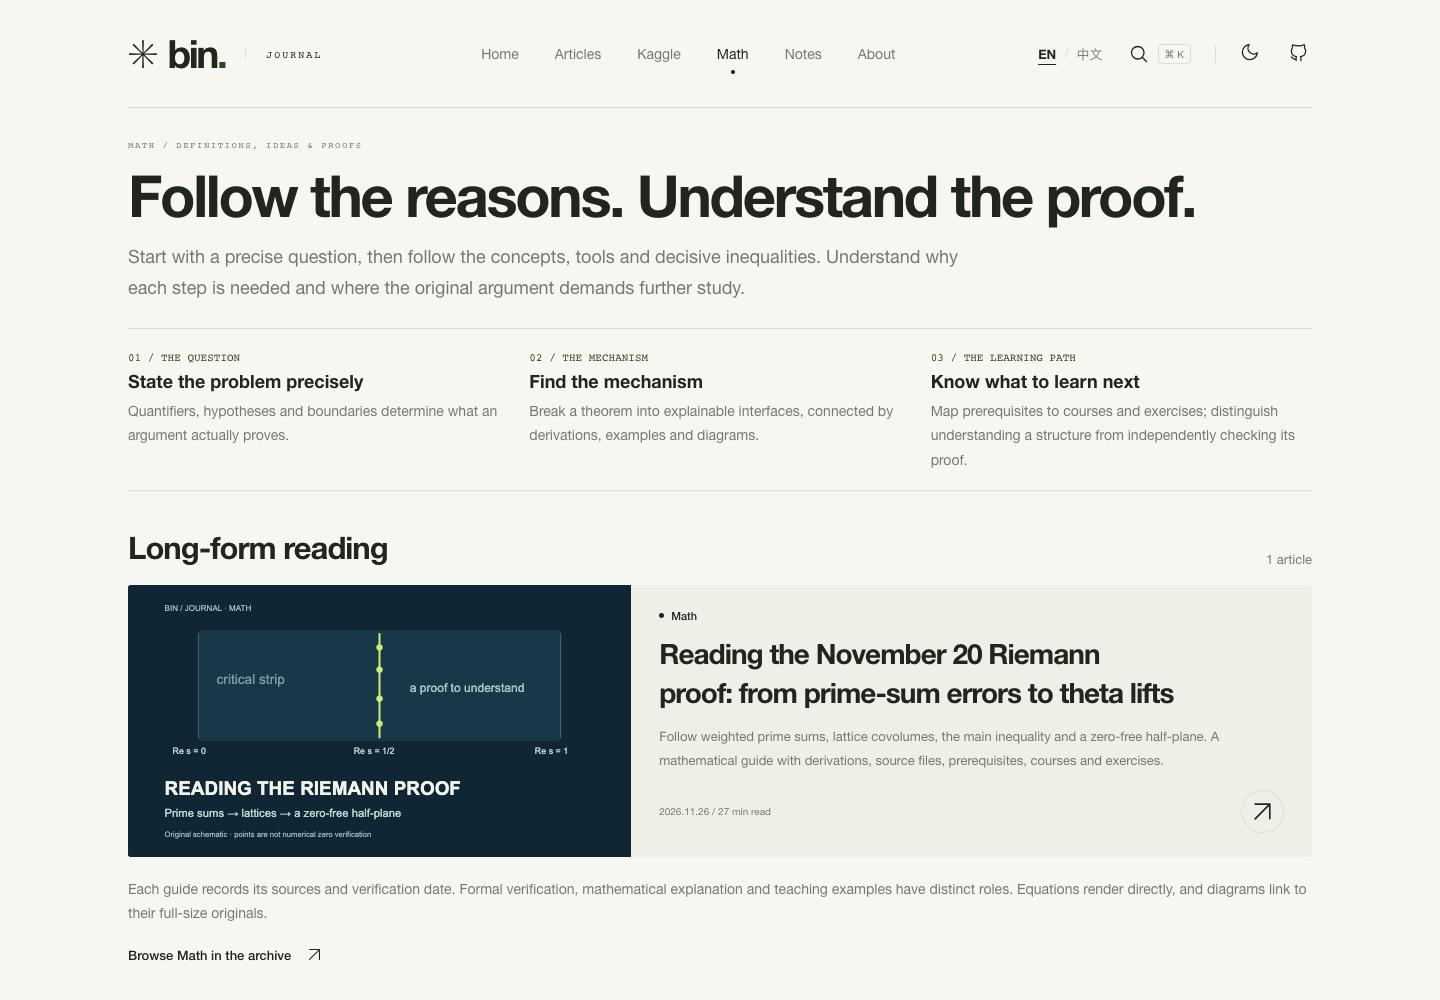 bin.
JOURNAL
Home
Articles
Kaggle
Math
Notes
About
EN / 中文
⌘ K
MATH / DEFINITIONS, IDEAS & PROOFS
Follow the reasons. Understand the proof.
Start with a precise question, then follow the concepts, tools and decisive inequalities. Understand why
each step is needed and where the original argument demands further study.
01 / THE QUESTION
State the problem precisely
Quantifiers, hypotheses and boundaries determine what an
argument actually proves.
02 / THE MECHANISM
Find the mechanism
Break a theorem into explainable interfaces, connected by
derivations, examples and diagrams.
03 / THE LEARNING PATH
Know what to learn next
Map prerequisites to courses and exercises; distinguish
understanding a structure from independently checking its
proof.
Long-form reading
1 article
BIN / JOURNAL · MATH
critical strip
a proof to understand
Re s = 0
Re s = 1/2
Re s = 1
READING THE RIEMANN PROOF
Prime sums → lattices → a zero-free half-plane
Original schematic · points are not numerical zero verification
Math
Reading the November 20 Riemann
proof: from prime-sum errors to theta lifts
Follow weighted prime sums, lattice covolumes, the main inequality and a zero-free half-plane. A
mathematical guide with derivations, source files, prerequisites, courses and exercises.
2026.11.26 / 27 min read
Each guide records its sources and verification date. Formal verification, mathematical explanation and teaching examples have distinct roles. Equations render directly, and diagrams link to
their full-size originals.
Browse Math in the archive